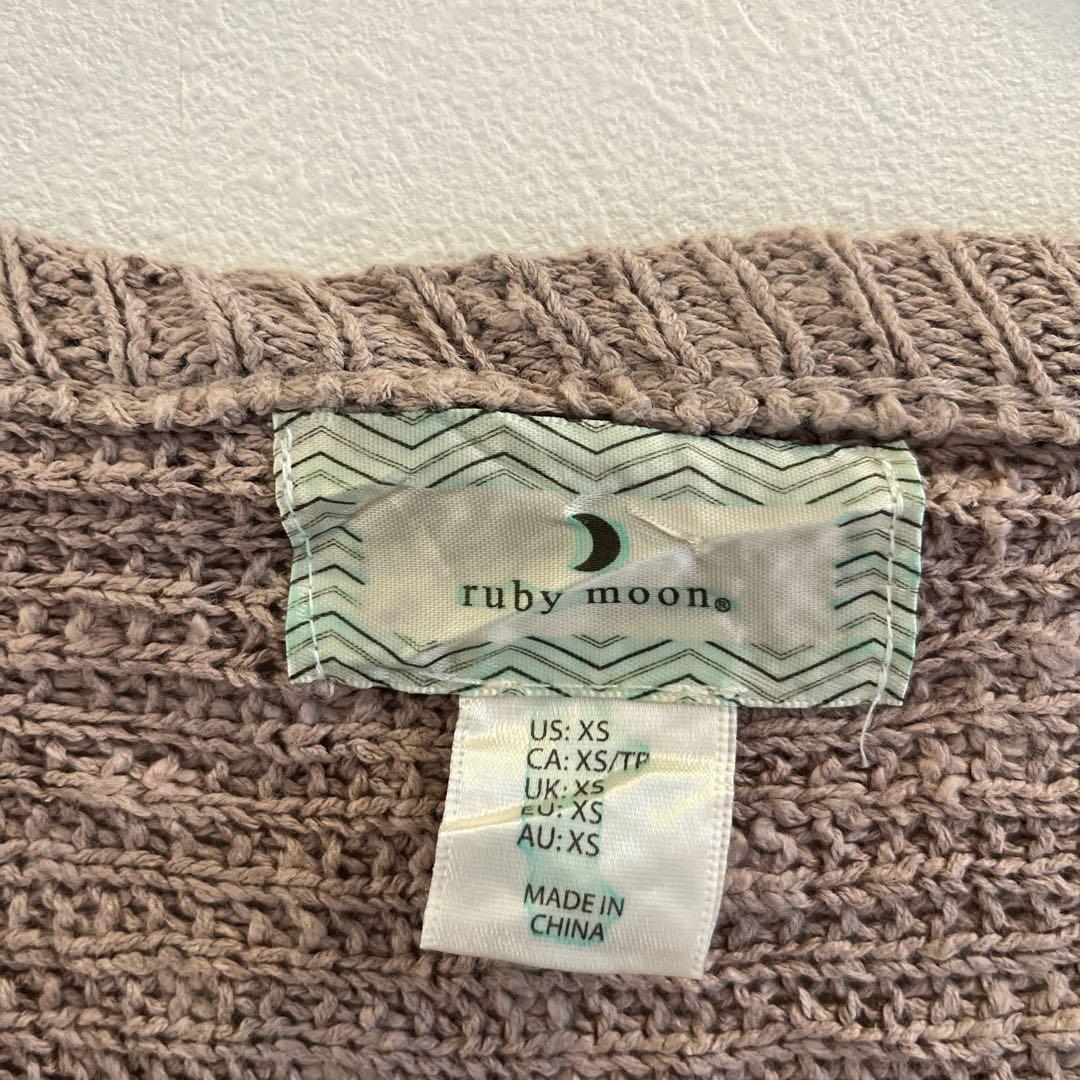 ruby moon®
US: XS
CA: XS/TP
UK: XS
EU: XS
AU: XS
MADE IN
CHINA